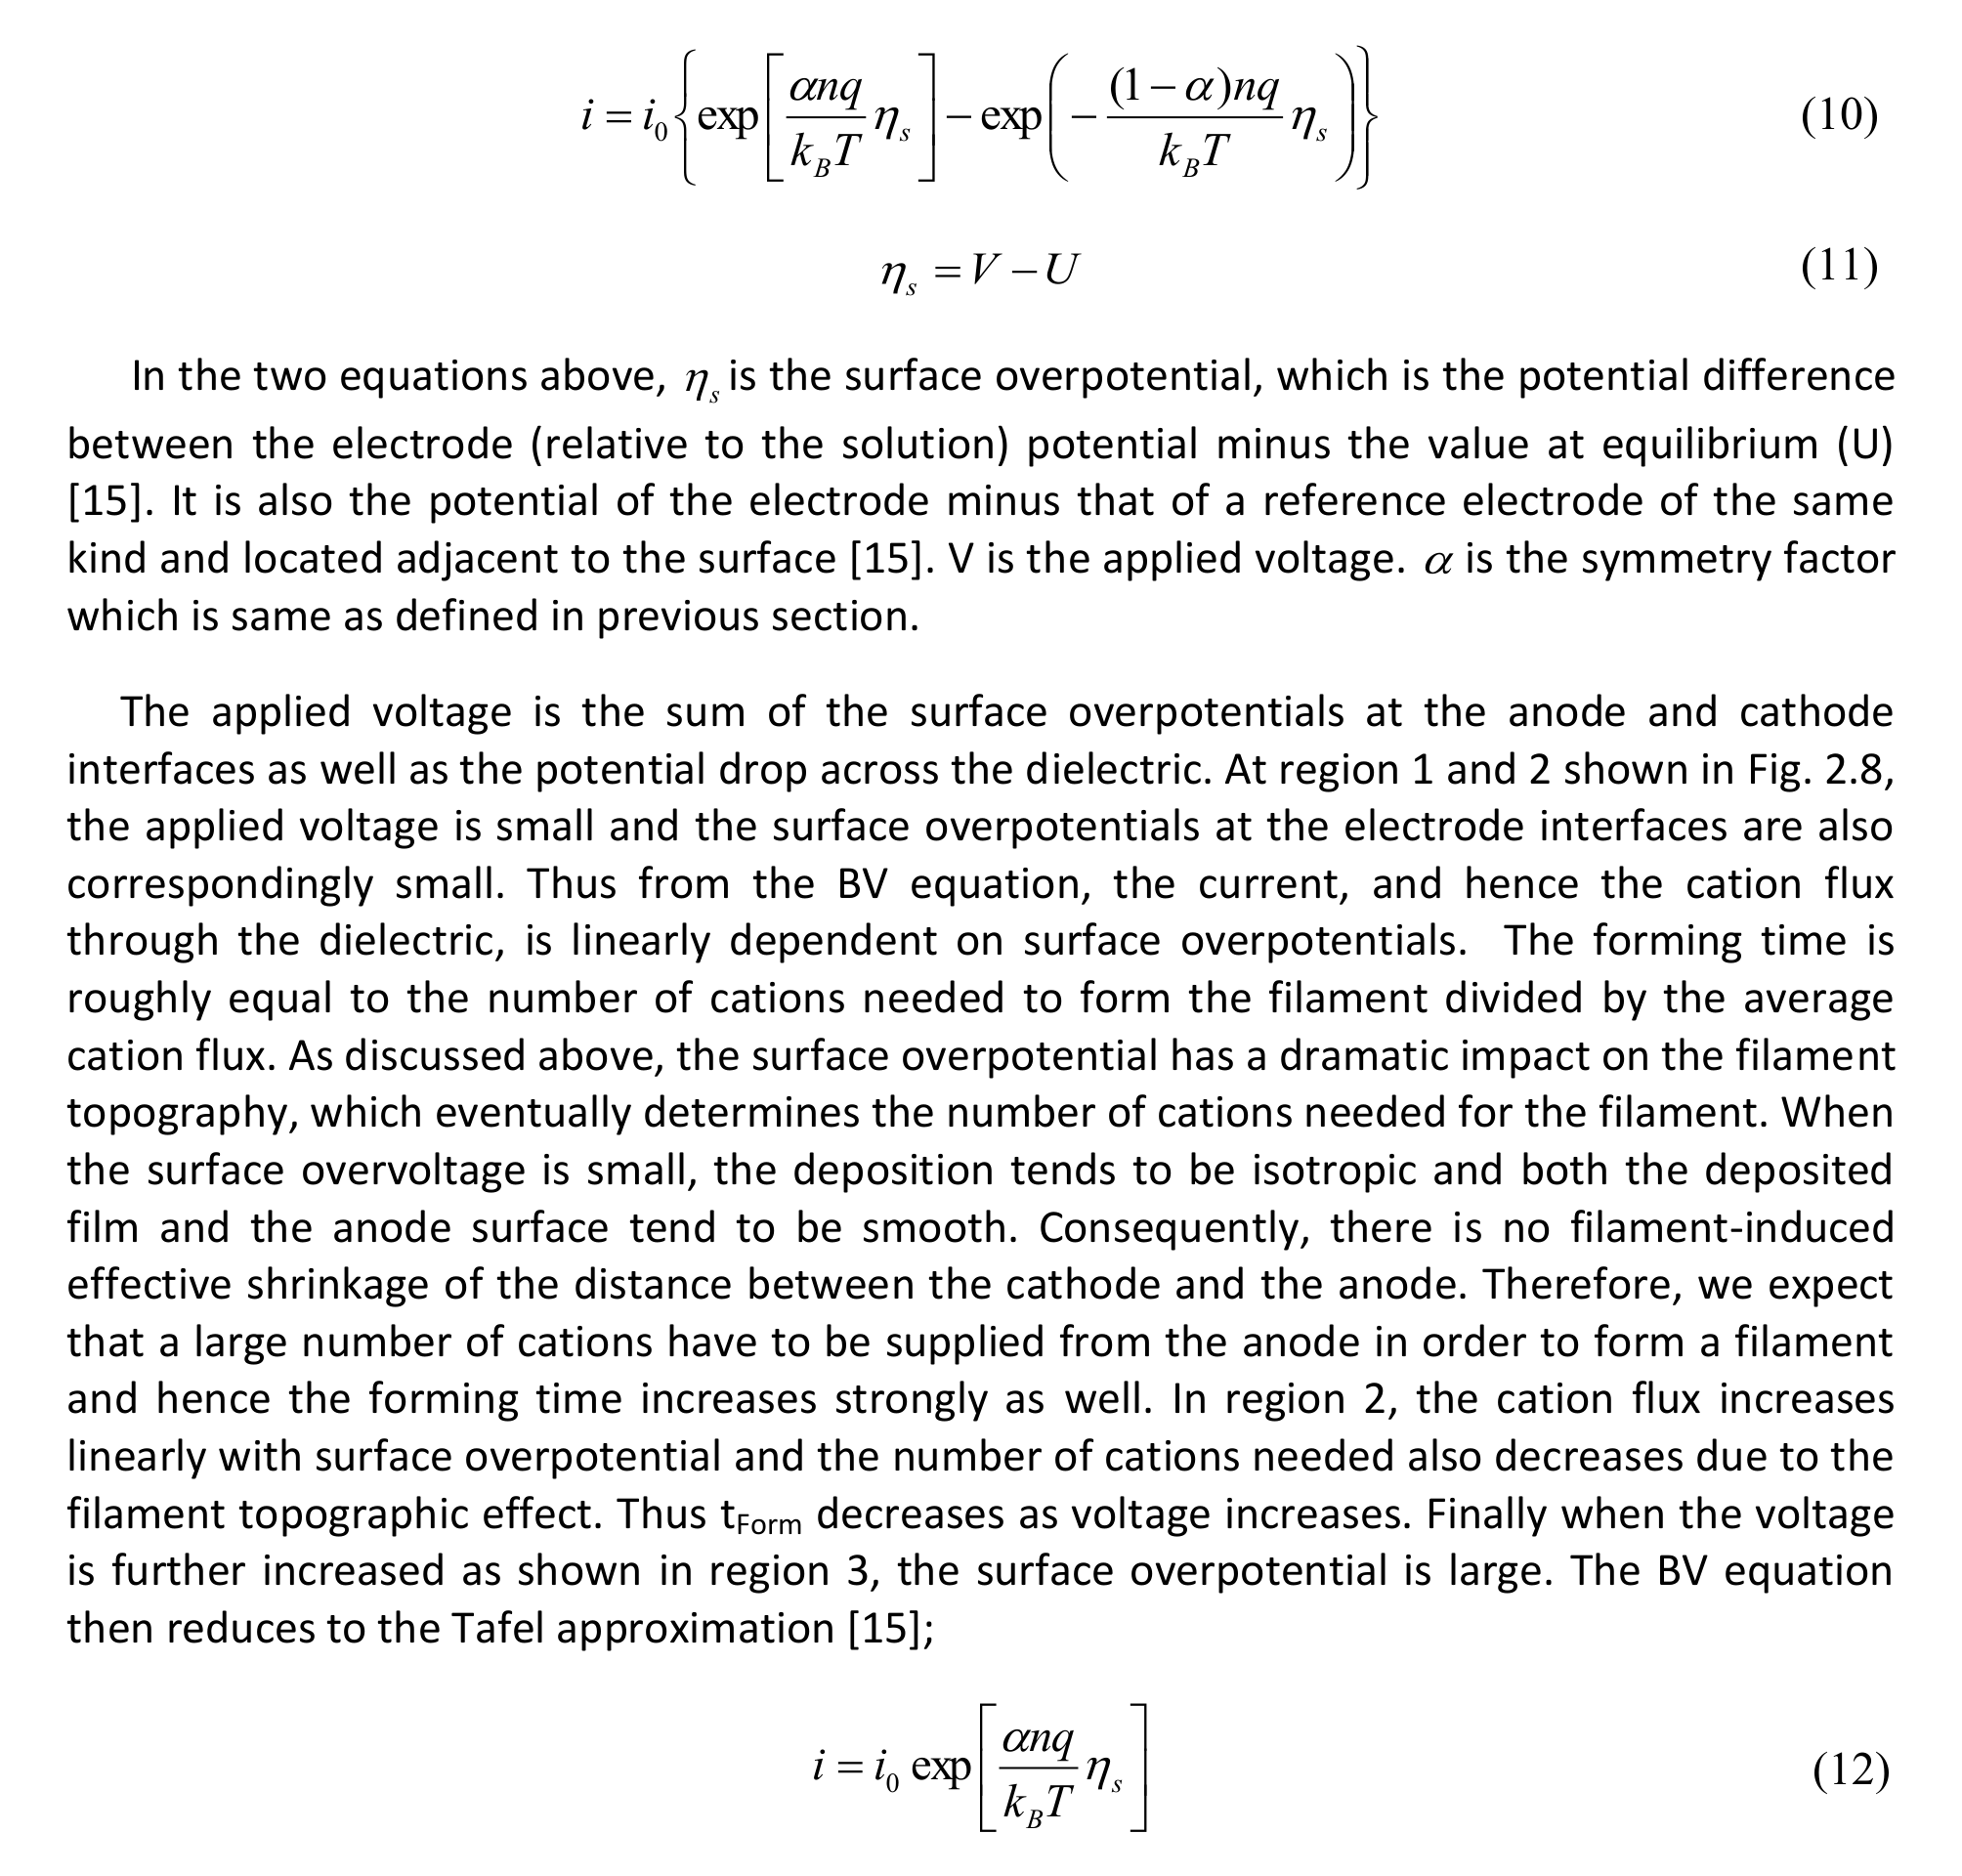 i = i₀{exp[αnq/k_BT η_s] − exp(−(1−α)nq/k_BT η_s)} (10)
η_s = V − U (11)
In the two equations above, η_s is the surface overpotential, which is the potential difference
between the electrode (relative to the solution) potential minus the value at equilibrium (U)
[15]. It is also the potential of the electrode minus that of a reference electrode of the same
kind and located adjacent to the surface [15]. V is the applied voltage. α is the symmetry factor
which is same as defined in previous section.
The applied voltage is the sum of the surface overpotentials at the anode and cathode
interfaces as well as the potential drop across the dielectric. At region 1 and 2 shown in Fig. 2.8,
the applied voltage is small and the surface overpotentials at the electrode interfaces are also
correspondingly small. Thus from the BV equation, the current, and hence the cation flux
through the dielectric, is linearly dependent on surface overpotentials. The forming time is
roughly equal to the number of cations needed to form the filament divided by the average
cation flux. As discussed above, the surface overpotential has a dramatic impact on the filament
topography, which eventually determines the number of cations needed for the filament. When
the surface overvoltage is small, the deposition tends to be isotropic and both the deposited
film and the anode surface tend to be smooth. Consequently, there is no filament-induced
effective shrinkage of the distance between the cathode and the anode. Therefore, we expect
that a large number of cations have to be supplied from the anode in order to form a filament
and hence the forming time increases strongly as well. In region 2, the cation flux increases
linearly with surface overpotential and the number of cations needed also decreases due to the
filament topographic effect. Thus t_Form decreases as voltage increases. Finally when the voltage
is further increased as shown in region 3, the surface overpotential is large. The BV equation
then reduces to the Tafel approximation [15];
i = i₀ exp[αnq/k_BT η_s] (12)